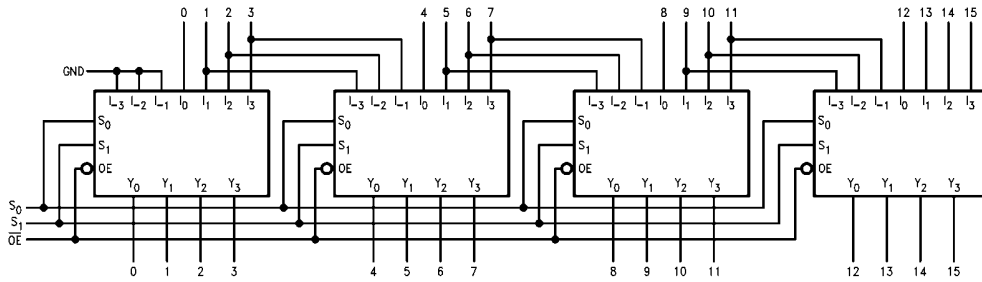 0 1 2 3 4 5 6 7 8 9 10 11 12 13 14 15
GND
I-3 I-2 I-1 I0 I1 I2 I3 I-3 I-2 I-1 I0 I1 I2 I3 I-3 I-2 I-1 I0 I1 I2 I3 I-3 I-2 I-1 I0 I1 I2 I3
S0 S0 S0 S0
S1 S1 S1 S1
OE OE OE OE
Y0 Y1 Y2 Y3 Y0 Y1 Y2 Y3 Y0 Y1 Y2 Y3 Y0 Y1 Y2 Y3
S0
S1
O̅E̅
0 1 2 3 4 5 6 7 8 9 10 11 12 13 14 15